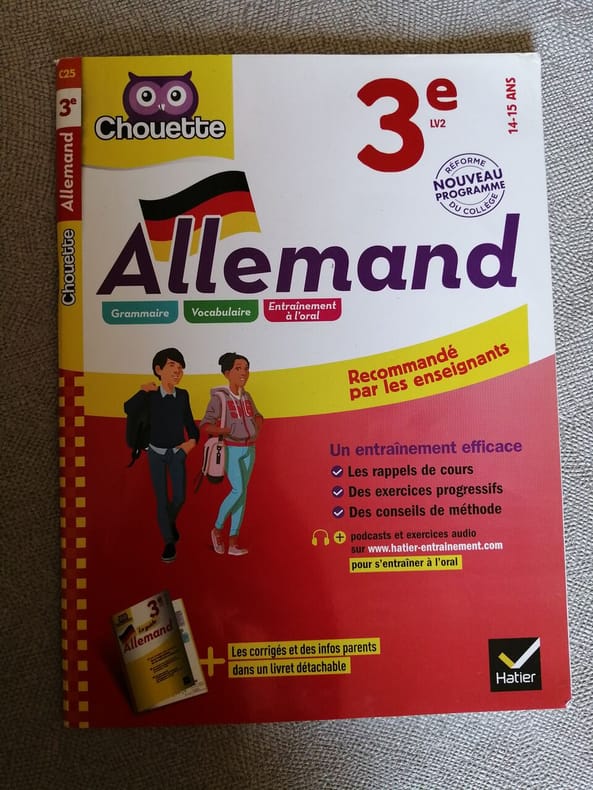 C25
3e
Allemand
Chouette
Chouette
3e
LV2
14-15 ANS
RÉFORME
NOUVEAU
PROGRAMME
DU COLLÈGE
Allemand
Grammaire
Vocabulaire
Entraînement
à l'oral
Recommandé
par les enseignants
Un entraînement efficace
Les rappels de cours
Des exercices progressifs
Des conseils de méthode
+ podcasts et exercices audio
sur www.hatier-entrainement.com
pour s'entraîner à l'oral
3e
Allemand
+ Les corrigés et des infos parents
dans un livret détachable
Hatier